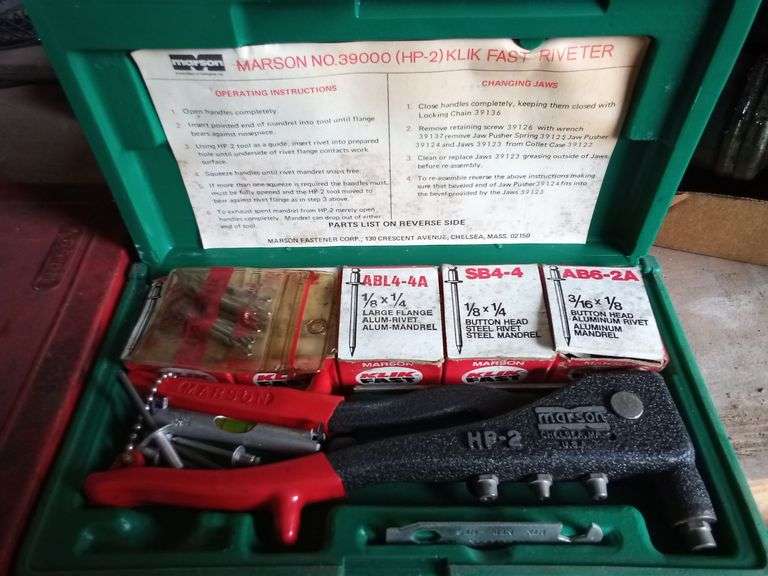 marson
MARSON NO.39000 (HP-2) KLIK FAST RIVETER
OPERATING INSTRUCTIONS
1. Open handles completely.
2. Insert pointed end of mandrel into tool until flange
bears against nosepiece.
3. Using HP-2 tool as a guide, insert rivet into prepared
hole until underside of rivet flange contacts work
surface.
4. Squeeze handles until rivet mandrel snaps free.
5. If more than one squeeze is required the handles must
must be fully opened and the HP-2 tool moved to
bear against rivet flange as in step 3 above.
6. To exhaust spent mandrel from HP-2 merely open
handles completely. Mandrel can drop out of either
end of tool.
CHANGING JAWS
1. Close handles completely, keeping them closed with
Locking Chain 39136
2. Remove retaining screw 39126 with wrench
39137 remove Jaw Pusher Spring 39125 Jaw Pusher
39124 and Jaws 39123 from Collet Case 39122
3. Clean or replace Jaws 39123 greasing outside of Jaws
before re-assembly.
4. To re-assemble reverse the above instructions making
sure that beveled end of Jaw Pusher 39124 fits into
the bevel provided by the Jaws 39123
PARTS LIST ON REVERSE SIDE
MARSON FASTENER CORP., 130 CRESCENT AVENUE, CHELSEA, MASS. 02150
ABL4-4A
1/8 x 1/4
LARGE FLANGE
ALUM-RIVET
ALUM-MANDREL
MARSON
KLIK
FAST
SB4-4
1/8 x 1/4
BUTTON HEAD
STEEL RIVET
STEEL MANDREL
MARSON
KLIK
FAST
AB6-2A
3/16 x 1/8
BUTTON HEAD
ALUMINUM RIVET
ALUMINUM
MANDREL
MARSON
KLIK
FAST
MARSON
marson
CHELSEA, MASS.
U.S.A.
HP-2